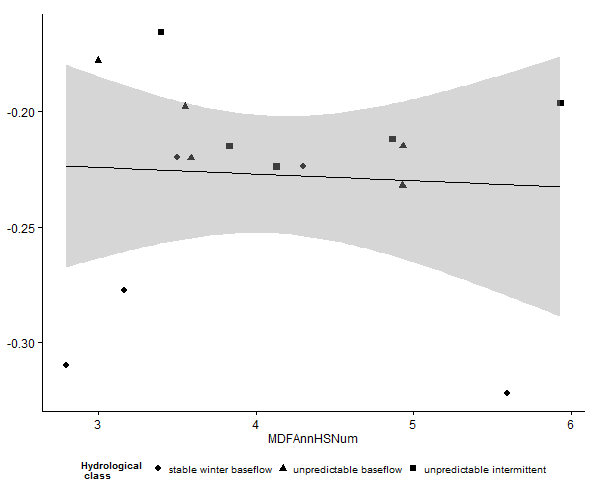 -0.20
-0.25
-0.30
3 4 5 6
MDFAnnHSNum
Hydrological
class
stable winter baseflow unpredictable baseflow unpredictable intermittent